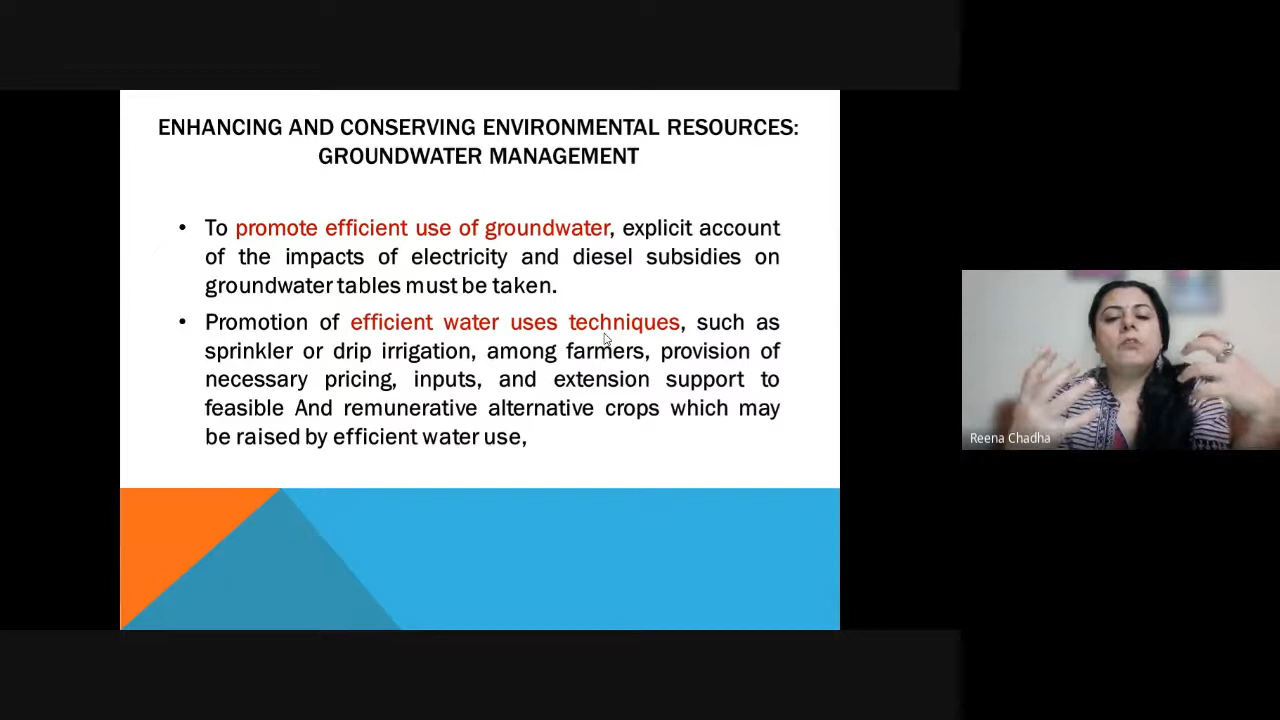 ENHANCING AND CONSERVING ENVIRONMENTAL RESOURCES:
GROUNDWATER MANAGEMENT
• To promote efficient use of groundwater, explicit account
of the impacts of electricity and diesel subsidies on
groundwater tables must be taken.
• Promotion of efficient water uses techniques, such as
sprinkler or drip irrigation, among farmers, provision of
necessary pricing, inputs, and extension support to
feasible And remunerative alternative crops which may
be raised by efficient water use,
Reena Chadha